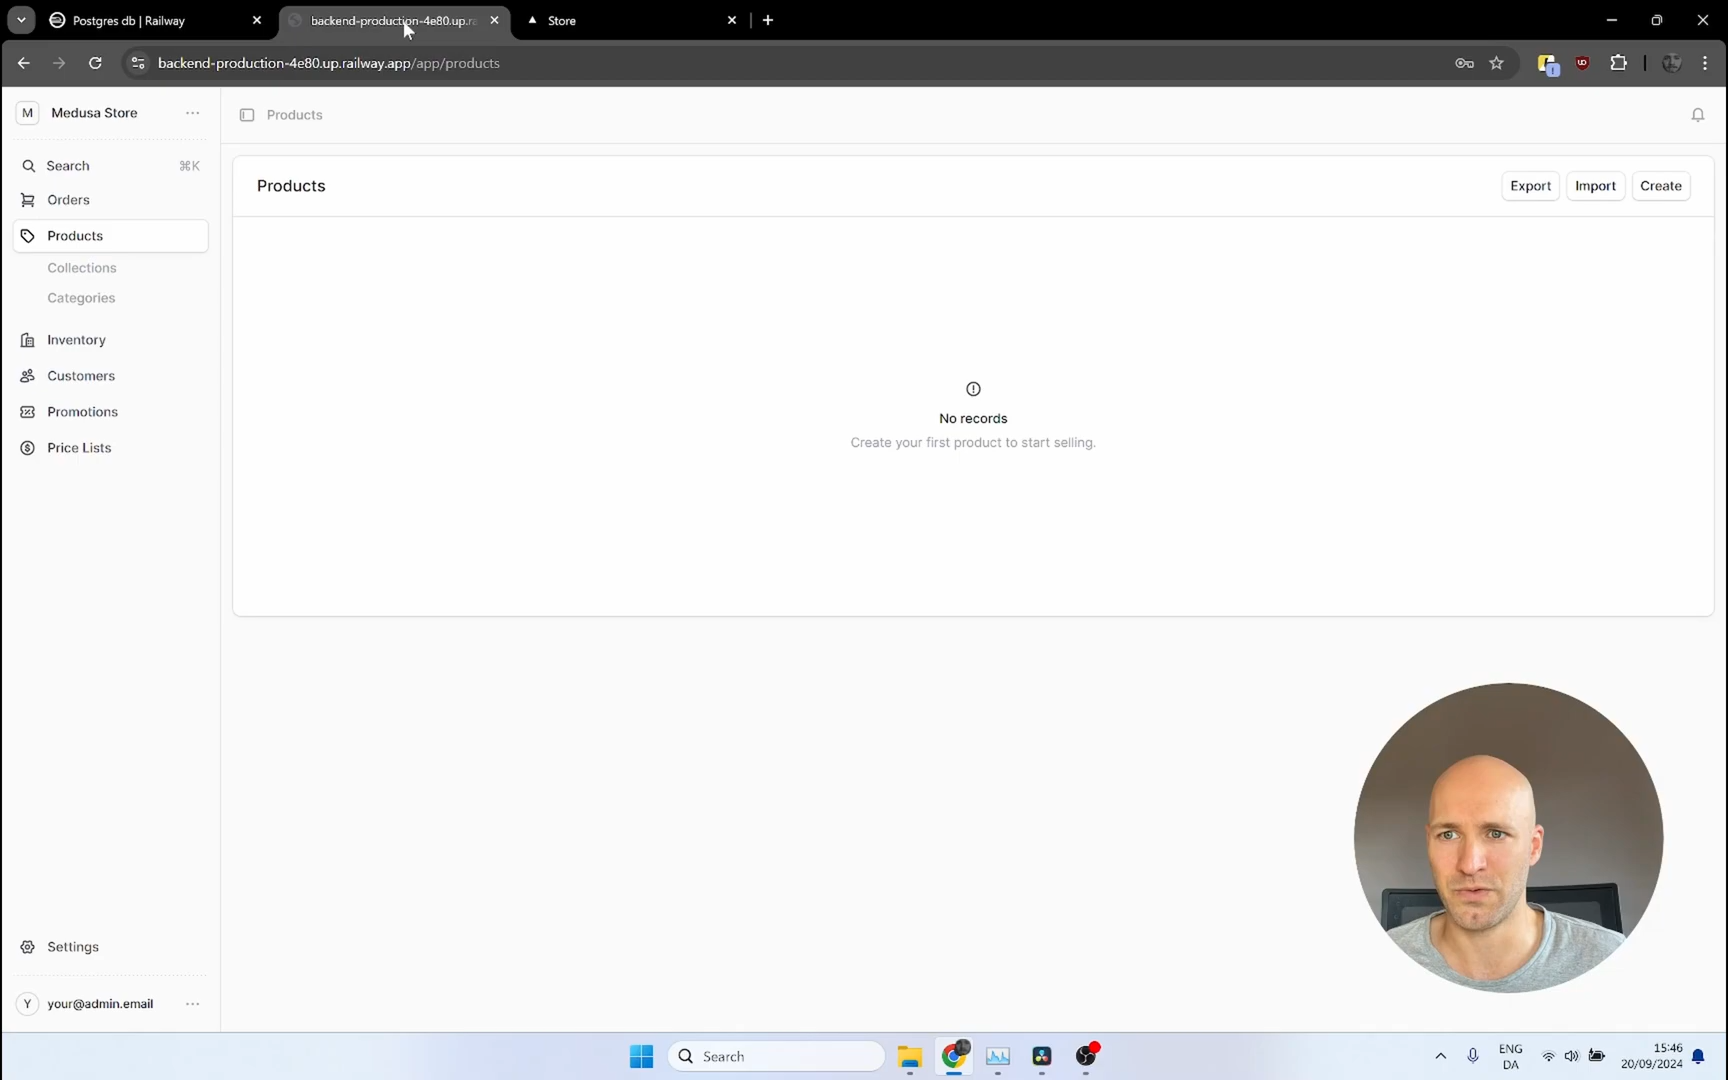 Postgres db | Railway
backend-production-4e80.up.ra
Store
backend-production-4e80.up.railway.app/app/products
M Medusa Store
Products
Search ⌘K
Orders
Products
Collections
Categories
Inventory
Customers
Promotions
Price Lists
Products
Export Import Create
No records
Create your first product to start selling.
Settings
Y your@admin.email
Search
ENG
DA
15:46
20/09/2024